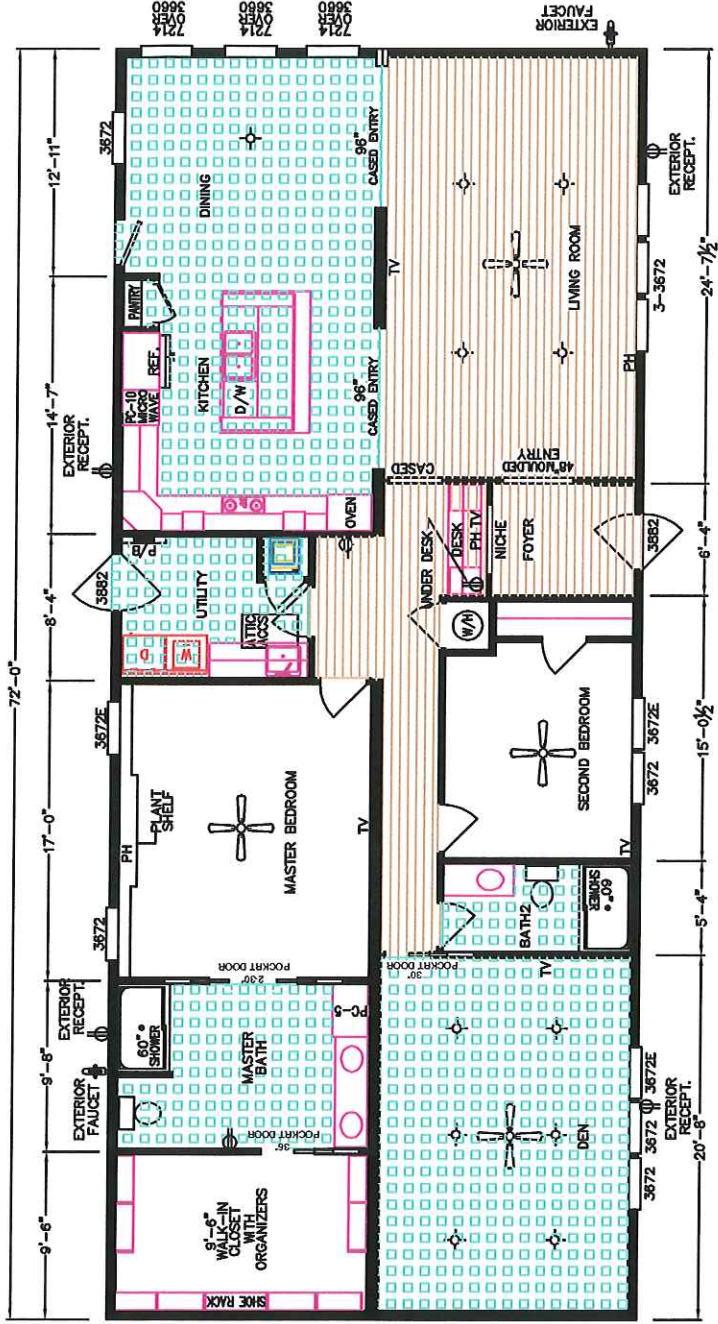 72'-0"
9'-6"
9'-8"
17'-0"
8'-4"
14'-7"
12'-11"
EXTERIOR
FAUCET
EXTERIOR
RECEPT.
3672
3672E
3882
EXTERIOR
RECEPT.
3672
9'-6"
WALK-IN
CLOSET
WITH
ORGANIZERS
SHOE RACK
60"
SHOWER
MASTER
BATH
PC-5
POCKRT DOOR
36"
POCKRT DOOR
2-30"
PH
PLANT
SHELF
MASTER BEDROOM
TV
D
W
UTILITY
P/B
ATTIC
ACCS
PC-10
MICRO
WAVE
REF.
PANTRY
KITCHEN
D/W
OVEN
DINING
96"
CASED ENTRY
96"
CASED ENTRY
7214
OVER
3660
7214
OVER
3660
7214
OVER
3660
DEN
TV
POCKRT DOOR
30"
BATH2
60"
SHOWER
SECOND BEDROOM
TV
W/H
UNDER DESK
DESK
PH TV
NICHE
FOYER
CASED
48" MOULDED
ENTRY
TV
LIVING ROOM
PH
3672
3672
3672E
EXTERIOR
RECEPT.
3672
3672E
3882
3-3672
EXTERIOR
RECEPT.
EXTERIOR
FAUCET
20'-8"
5'-4"
15'-0½"
6'-4"
24'-7½"